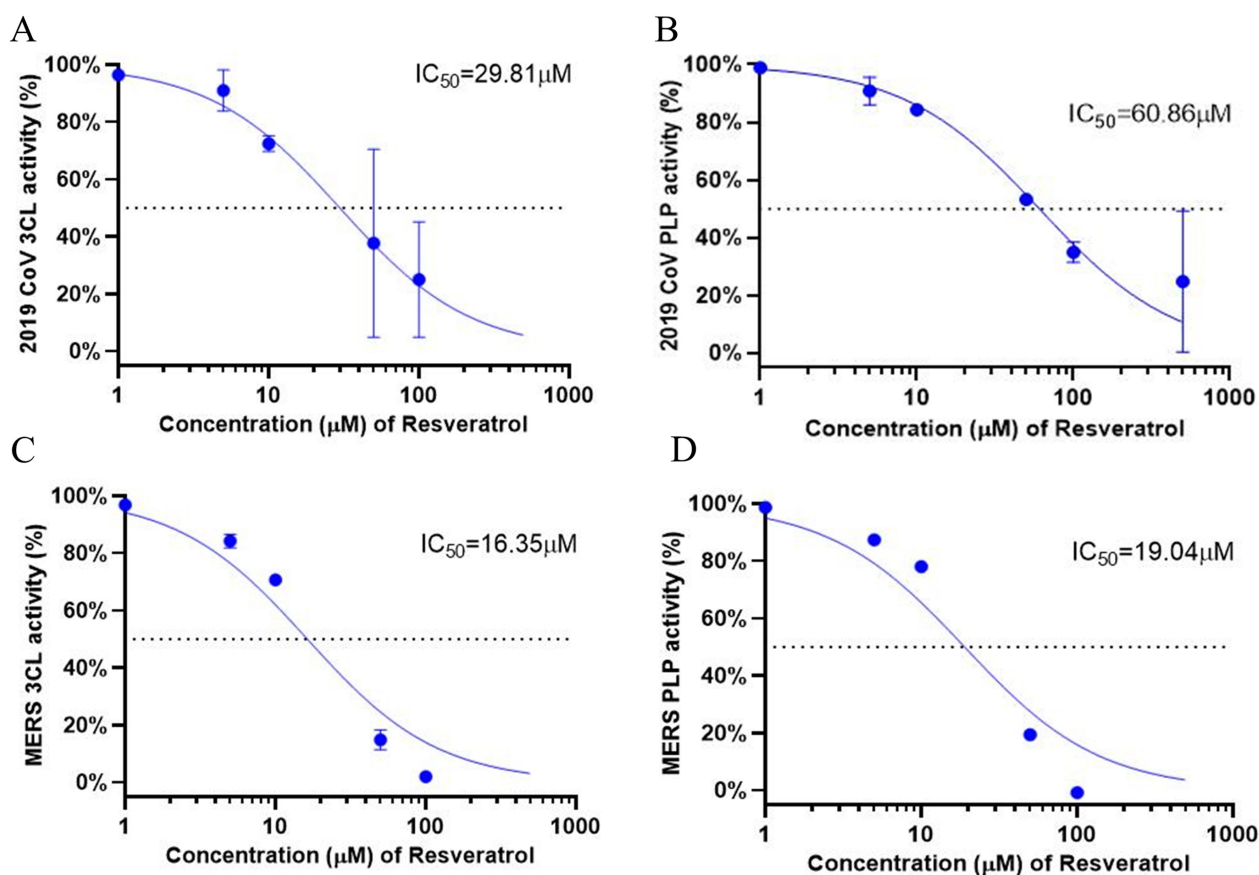 A
2019 CoV 3CL activity (%)
100%
80%
60%
40%
20%
0%
IC50=29.81μM
1 10 100 1000
Concentration (μM) of Resveratrol
B
2019 CoV PLP activity (%)
100%
80%
60%
40%
20%
0%
IC50=60.86μM
1 10 100 1000
Concentration (μM) of Resveratrol
C
MERS 3CL activity (%)
100%
80%
60%
40%
20%
0%
IC50=16.35μM
1 10 100 1000
Concentration (μM) of Resveratrol
D
MERS PLP activity (%)
100%
80%
60%
40%
20%
0%
IC50=19.04μM
1 10 100 1000
Concentration (μM) of Resveratrol